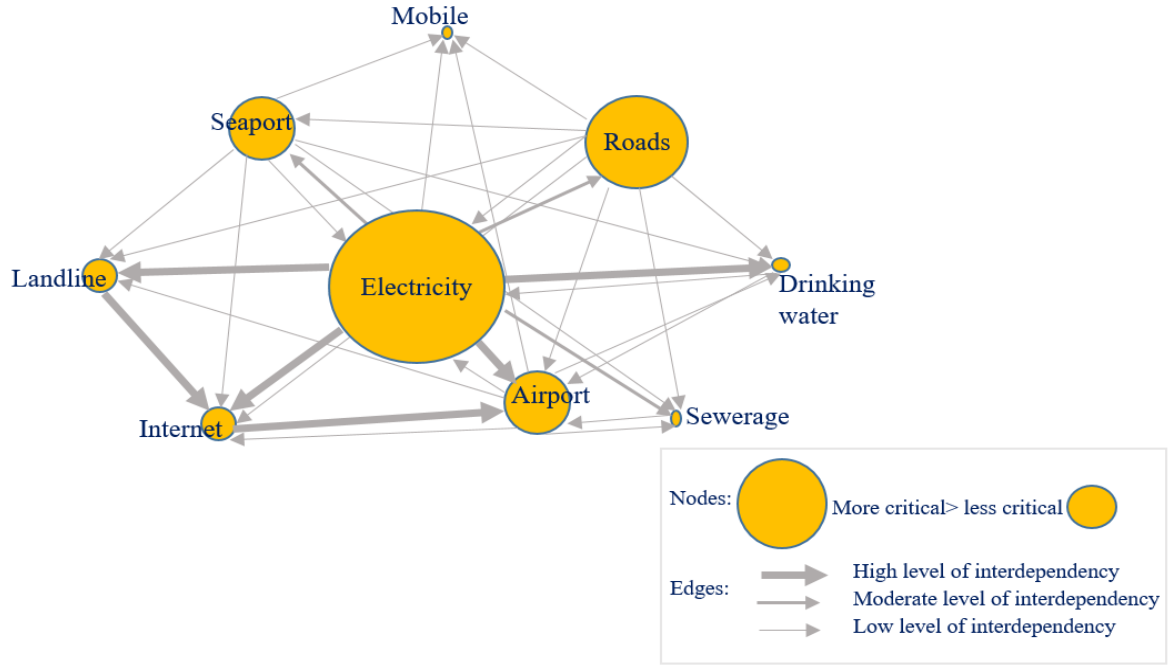 Mobile
Seaport
Roads
Landline
Electricity
Drinking
water
Airport
Internet
Sewerage
Nodes:
More critical> less critical
Edges:
High level of interdependency
Moderate level of interdependency
Low level of interdependency